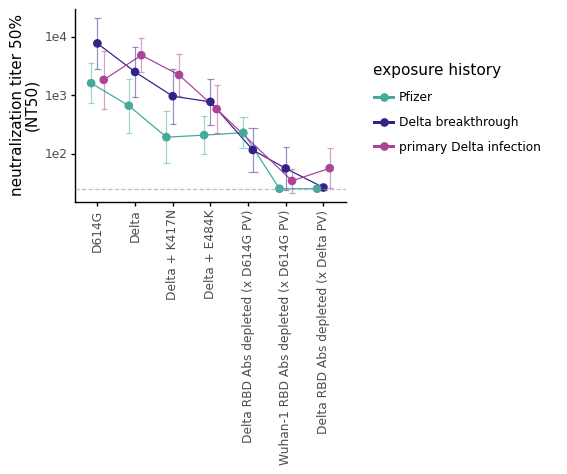 neutralization titer 50%
(NT50)
1e4
1e3
1e2
D614G
Delta
Delta + K417N
Delta + E484K
Delta RBD Abs depleted (x D614G PV)
Wuhan-1 RBD Abs depleted (x D614G PV)
Delta RBD Abs depleted (x Delta PV)
exposure history
Pfizer
Delta breakthrough
primary Delta infection